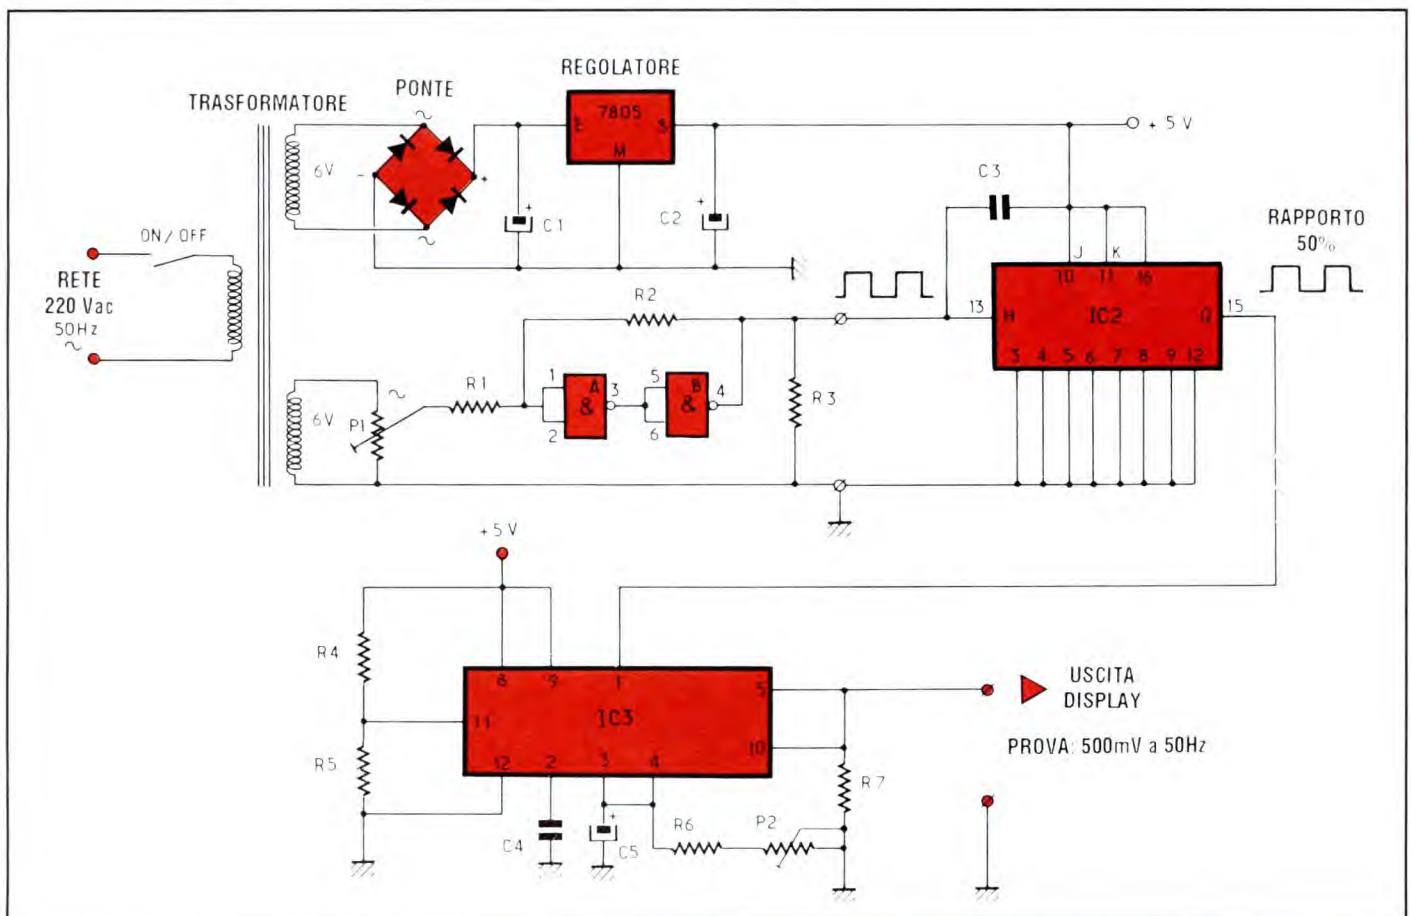 REGOLATORE
PONTE
TRASFORMATORE
~
7805
E
S
M
+ 5 V
6V
-
+
~
+
C1
C2
+
C3
ON / OFF
RETE
220 Vac
50Hz
~
RAPPORTO
50%
J
K
10
11
16
13
H
IC2
Q
15
3 4 5 6 7 8 9 12
R2
R1
R3
1
2
A
&
3
5
6
B
&
4
6V
P1
~
+5 V
R4
R5
8
9
1
11
IC3
5
10
12
2
3
4
C4
+
C5
R6
P2
R7
USCITA
DISPLAY
PROVA: 500mV a 50Hz